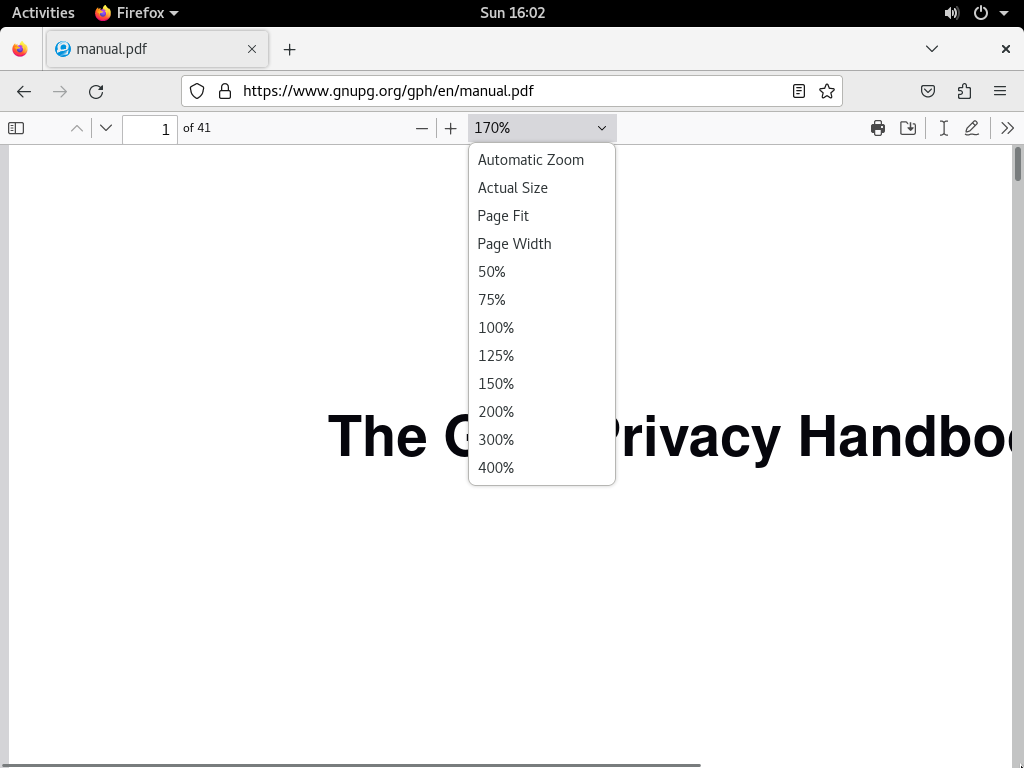 Activities Firefox Sun 16:02
manual.pdf
https://www.gnupg.org/gph/en/manual.pdf
1 of 41 170%
Automatic Zoom
Actual Size
Page Fit
Page Width
50%
75%
100%
125%
150%
200%
300%
400%
The G Privacy Handboo